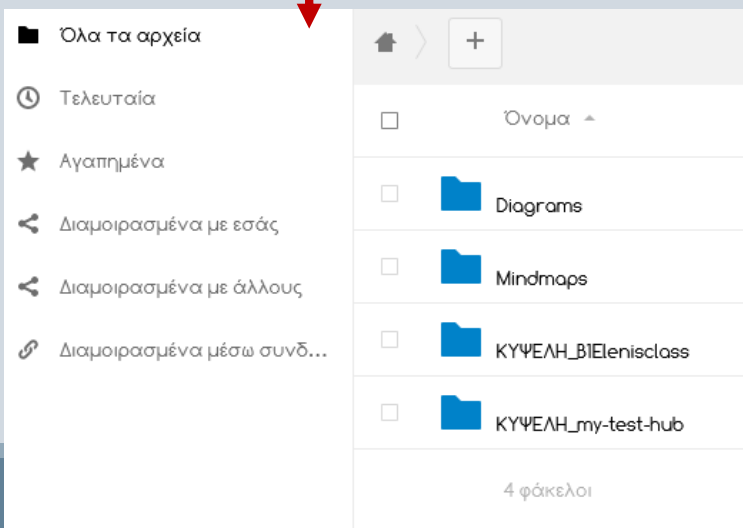 Όλα τα αρχεία
Τελευταία
Αγαπημένα
Διαμοιρασμένα με εσάς
Διαμοιρασμένα με άλλους
Διαμοιρασμένα μέσω συνδ...
+
Όνομα
Diagrams
Mindmaps
ΚΥΨΕΛΗ_B1Elenisclass
ΚΥΨΕΛΗ_my-test-hub
4 φάκελοι